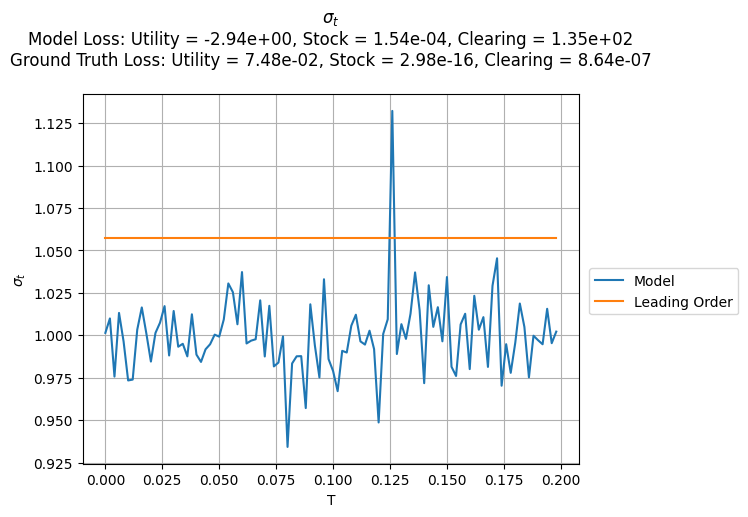 σt
Model Loss: Utility = -2.94e+00, Stock = 1.54e-04, Clearing = 1.35e+02
Ground Truth Loss: Utility = 7.48e-02, Stock = 2.98e-16, Clearing = 8.64e-07
1.125
1.100
1.075
1.050
1.025
1.000
0.975
0.950
0.925
σt
0.000 0.025 0.050 0.075 0.100 0.125 0.150 0.175 0.200
T
Model
Leading Order